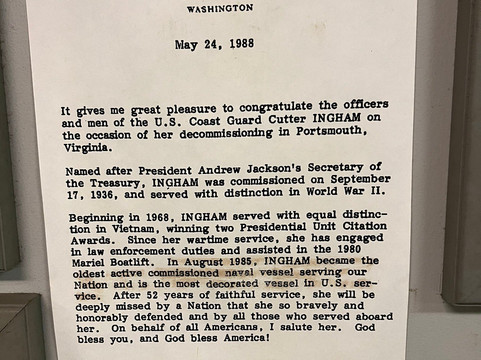 WASHINGTON
May 24, 1988
It gives me great pleasure to congratulate the officers
and men of the U.S. Coast Guard Cutter INGHAM on
the occasion of her decommissioning in Portsmouth,
Virginia.
Named after President Andrew Jackson's Secretary of
the Treasury, INGHAM was commissioned on September
17, 1936, and served with distinction in World War II.
Beginning in 1968, INGHAM served with equal distinc-
tion in Vietnam, winning two Presidential Unit Citation
Awards. Since her wartime service, she has engaged
in law enforcement duties and assisted in the 1980
Mariel Boatlift. In August 1985, INGHAM became the
oldest active commissioned naval vessel serving our
Nation and is the most decorated vessel in U.S. ser-
vice. After 52 years of faithful service, she will be
deeply missed by a Nation that she so bravely and
honorably defended and by all those who served aboard
her. On behalf of all Americans, I salute her. God
bless you, and God bless America!